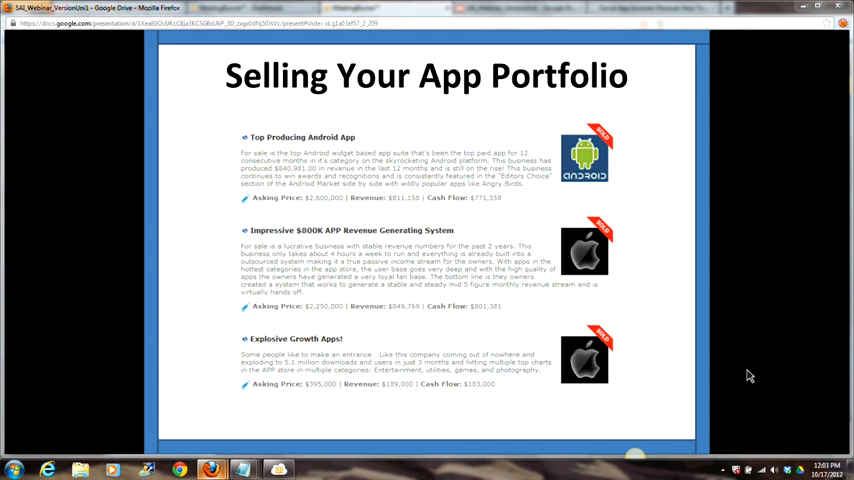 SAI_Webinar_VersionUni1 - Google Drive - Mozilla Firefox
Selling Your App Portfolio
Top Producing Android App
For sale is the top Android widget based app suite that's been the top paid app for 12
consecutive months in it's category on the skyrocketing Android platform. This business has
produced $840,981.00 in revenue in the last 12 months and is still on the rise! This business
continues to win awards and recognitions and is consistently featured in the "Editors Choice"
section of the Android Market side by side with wildly popular apps like Angry Birds.
Asking Price: $2,600,000 | Revenue: $811,158 | Cash Flow: $771,558
SOLD
ANDROID
Impressive $800K APP Revenue Generating System
For sale is a lucrative business with stable revenue numbers for the past 2 years. This
business only takes about 4 hours a week to run and everything is already built into a
outsourced system making it a true passive income stream for the owners. With apps in the
hottest categories in the app store, the user base goes very deep and with the high quality of
apps the owners have generated a very loyal fan base. The bottom line is they owners
created a system that works to generate a stable and steady mid 5 figure monthly revenue stream and is
virtually hands off.
Asking Price: $2,250,000 | Revenue: $849,769 | Cash Flow: $801,381
SOLD
Explosive Growth Apps!
Some people like to make an entrance... Like this company coming out of nowhere and
exploding to 5.1 million downloads and users in just 3 months and hitting multiple top charts
in the APP store in multiple categories: Entertainment, utilities, games, and photography.
Asking Price: $395,000 | Revenue: $189,000 | Cash Flow: $183,000
SOLD
12:03 PM
10/17/2012